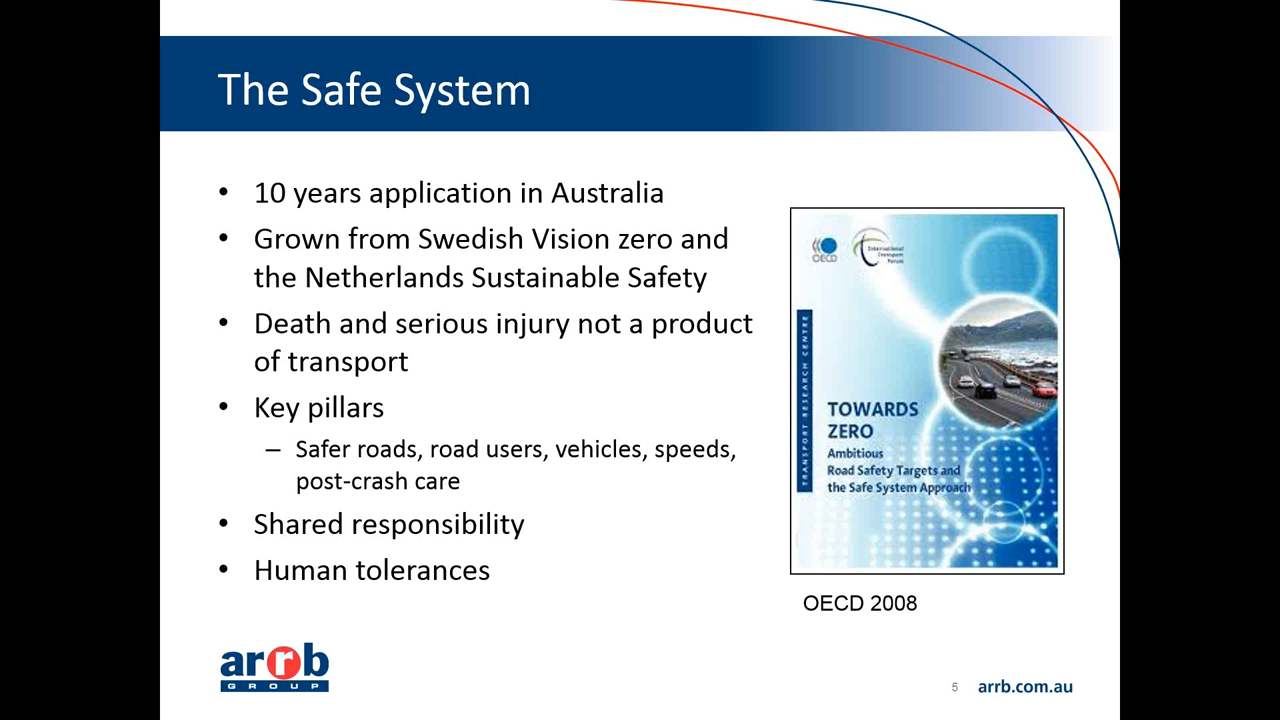 The Safe System
• 10 years application in Australia
• Grown from Swedish Vision zero and
the Netherlands Sustainable Safety
• Death and serious injury not a product
of transport
• Key pillars
– Safer roads, road users, vehicles, speeds,
post-crash care
• Shared responsibility
• Human tolerances
OECD
International
Transport
Forum
TRANSPORT RESEARCH CENTRE
TOWARDS
ZERO
Ambitious
Road Safety Targets and
the Safe System Approach
OECD 2008
arrb
GROUP
5
arrb.com.au